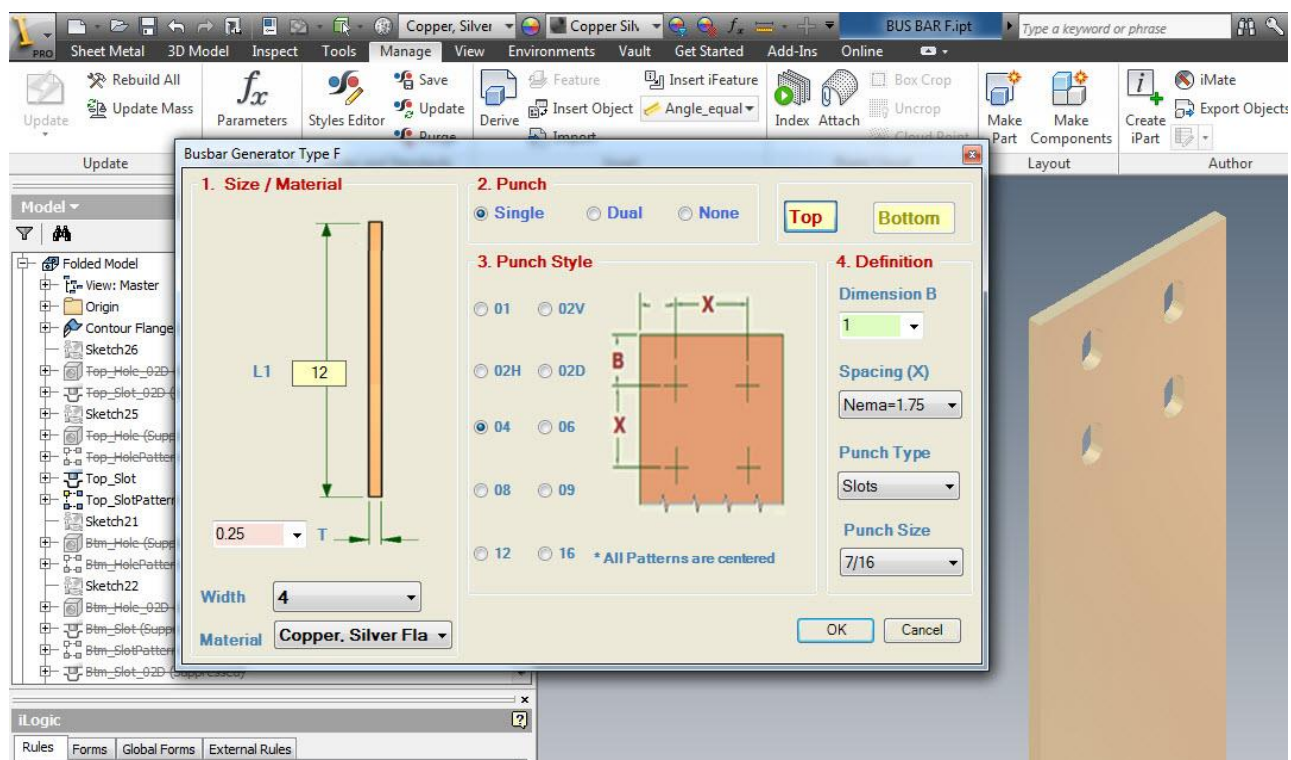 PRO
Copper, Silver
Copper Silv
fx
BUS BAR F.ipt
Type a keyword or phrase
Sheet Metal 3D Model Inspect Tools Manage View Environments Vault Get Started Add-Ins Online
Update
Rebuild All
Update Mass
fx
Parameters
Styles Editor
Save
Update
Purge
Derive
Feature
Insert Object
Import
Insert iFeature
Angle_equal
Index
Attach
Box Crop
Uncrop
Cloud Point
Make Part
Make Components
Create iPart
iMate
Export Objects
Update
Layout
Author
Model
Folded Model
View: Master
Origin
Contour Flange
Sketch26
Top_Hole_02D
Top_Slot_02D (
Sketch25
Top_Hole (Supp
Top_HolePatter
Top_Slot
Top_SlotPattern
Sketch21
Btm_Hole (Supp
Btm_HolePatter
Sketch22
Btm_Hole_02D
Btm_Slot (Supp
Btm_SlotPattern
Btm_Slot_02D (Suppressed)
iLogic
Rules Forms Global Forms External Rules
Busbar Generator Type F
1. Size / Material
L1
12
0.25
T
Width
4
Material
Copper, Silver Fla
2. Punch
Single Dual None
Top
Bottom
3. Punch Style
01 02V
02H 02D
04 06
08 09
12 16
X
B
X
* All Patterns are centered
4. Definition
Dimension B
1
Spacing (X)
Nema=1.75
Punch Type
Slots
Punch Size
7/16
OK
Cancel